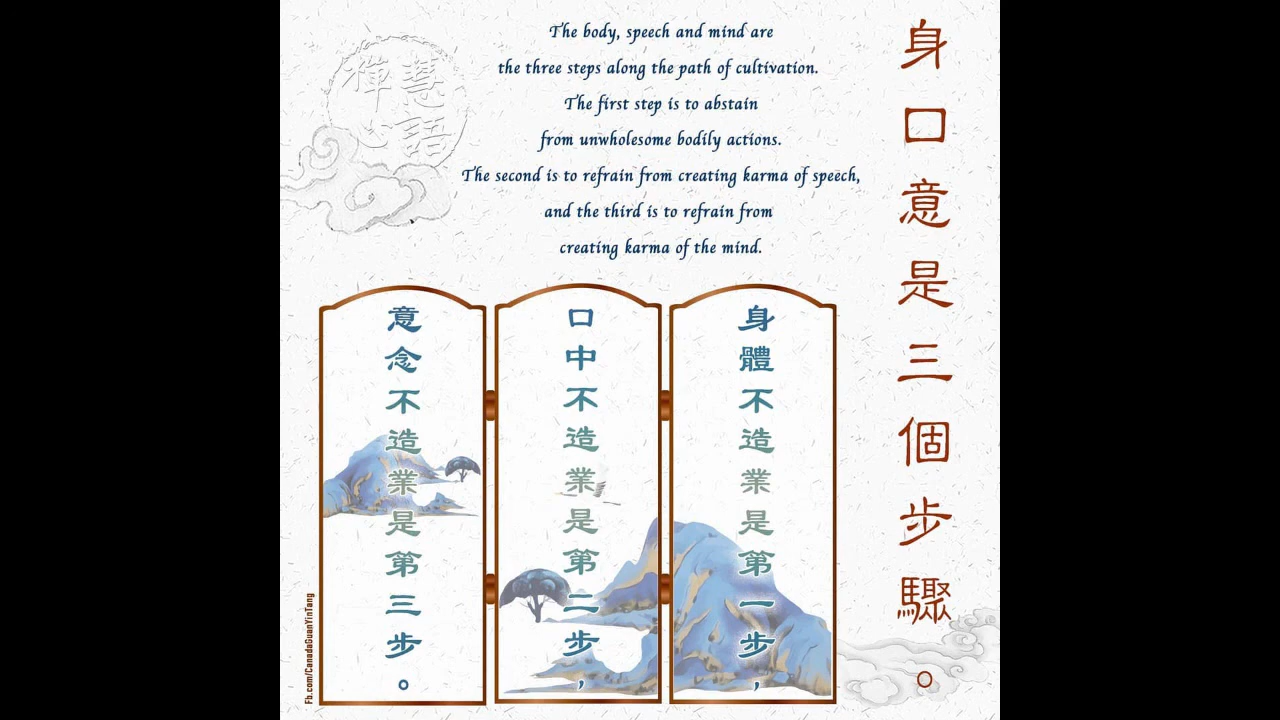 慧語
禪心
The body, speech and mind are
the three steps along the path of cultivation.
The first step is to abstain
from unwholesome bodily actions.
The second is to refrain from creating karma of speech,
and the third is to refrain from
creating karma of the mind.
身口意是三個步驟。
身體不造業是第一步，
口中不造業是第二步，
意念不造業是第三步。
Fb.com/CanadaGuanYinTang